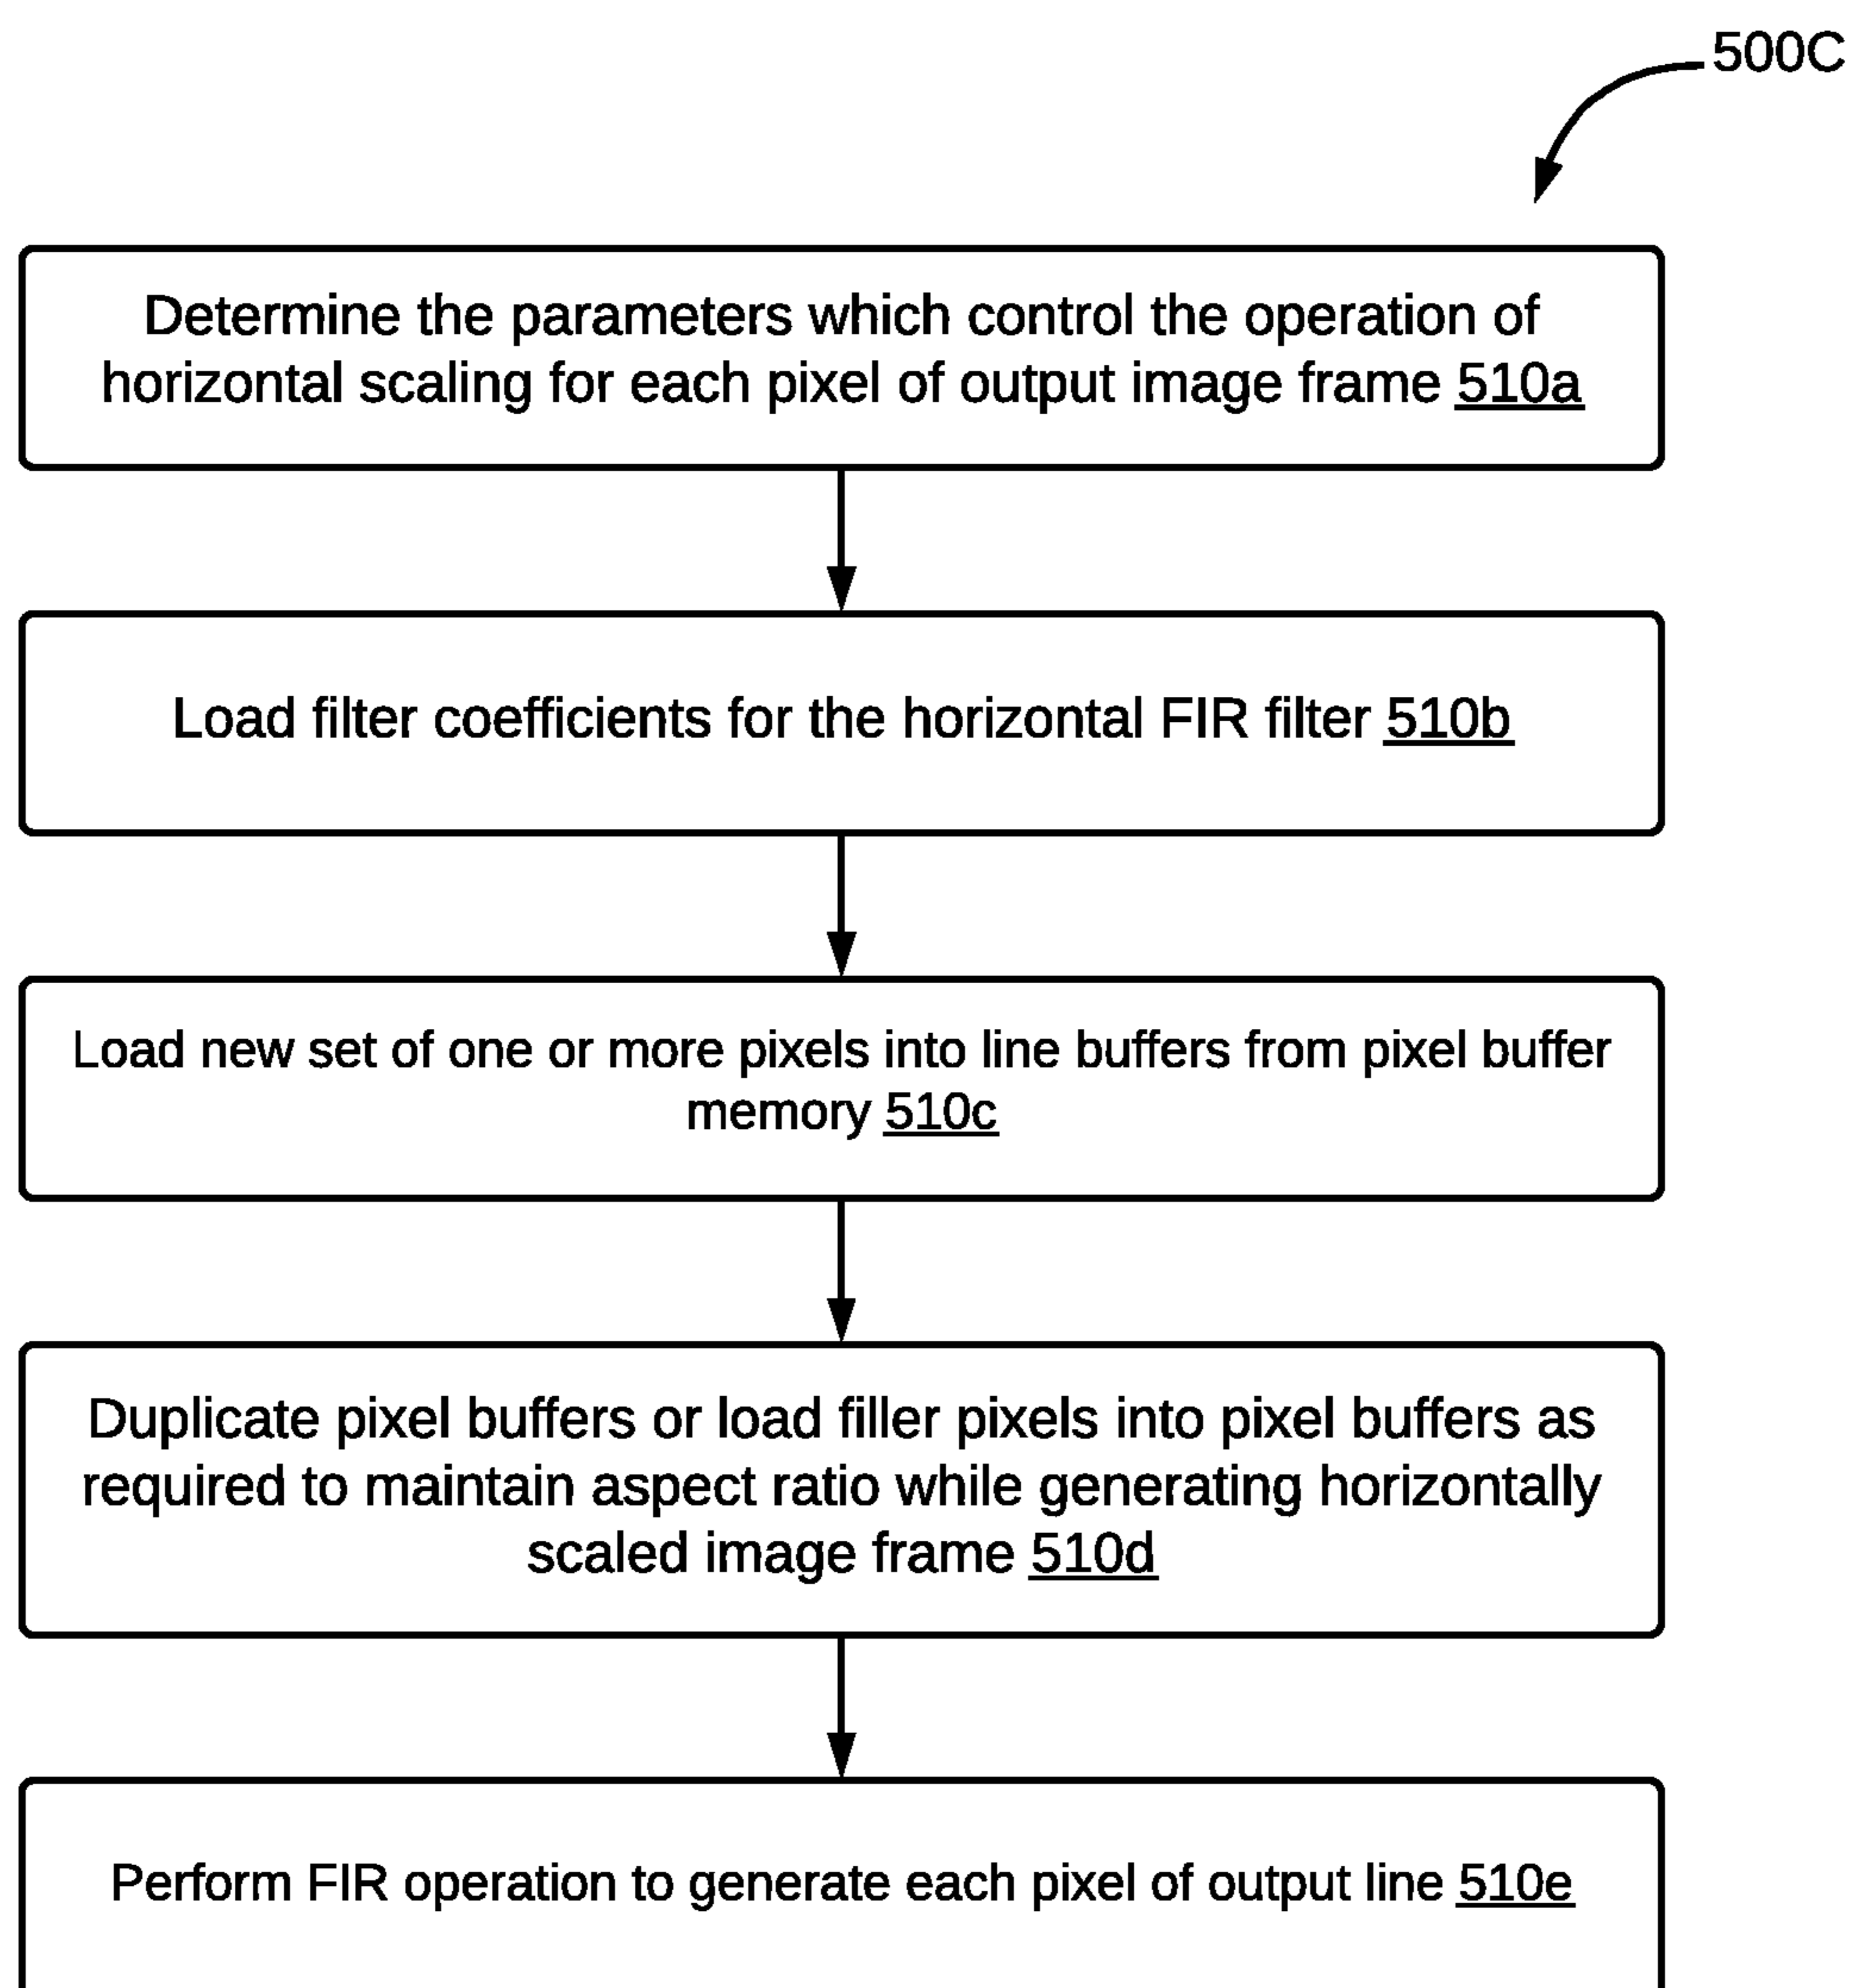 500C
Determine the parameters which control the operation of
horizontal scaling for each pixel of output image frame 510a
Load filter coefficients for the horizontal FIR filter 510b
Load new set of one or more pixels into line buffers from pixel buffer
memory 510c
Duplicate pixel buffers or load filler pixels into pixel buffers as
required to maintain aspect ratio while generating horizontally
scaled image frame 510d
Perform FIR operation to generate each pixel of output line 510e